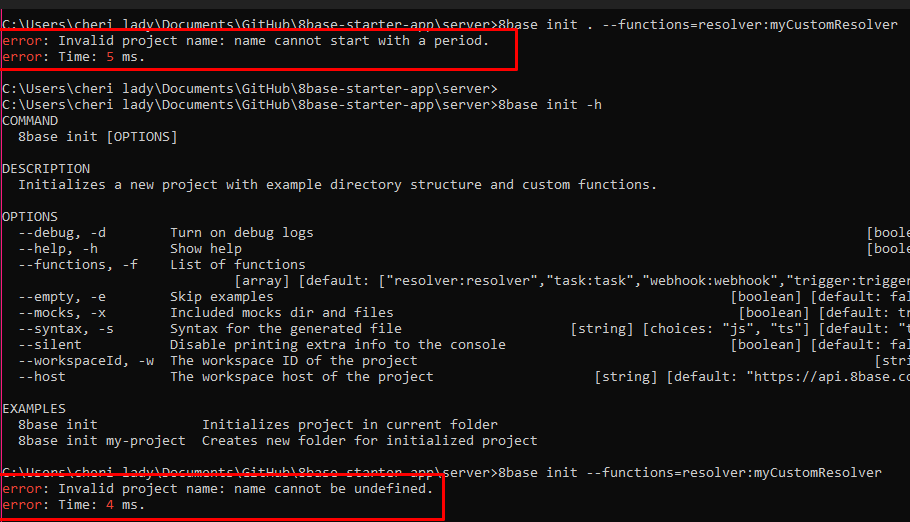 C:\Users\cheri lady\Documents\GitHub\8base-starter-app\server>8base init . --functions=resolver:myCustomResolver
error: Invalid project name: name cannot start with a period.
error: Time: 5 ms.
C:\Users\cheri lady\Documents\GitHub\8base-starter-app\server>
C:\Users\cheri lady\Documents\GitHub\8base-starter-app\server>8base init -h
COMMAND
8base init [OPTIONS]
DESCRIPTION
Initializes a new project with example directory structure and custom functions.
OPTIONS
--debug, -d Turn on debug logs [boole
--help, -h Show help [boole
--functions, -f List of functions
[array] [default: ["resolver:resolver","task:task","webhook:webhook","trigger:trigger
--empty, -e Skip examples [boolean] [default: fal
--mocks, -x Included mocks dir and files [boolean] [default: tr
--syntax, -s Syntax for the generated file [string] [choices: "js", "ts"] [default: "t
--silent Disable printing extra info to the console [boolean] [default: fal
--workspaceId, -w The workspace ID of the project [stri
--host The workspace host of the project [string] [default: "https://api.8base.co
EXAMPLES
8base init Initializes project in current folder
8base init my-project Creates new folder for initialized project
C:\Users\cheri lady\Documents\GitHub\8base-starter-app\server>8base init --functions=resolver:myCustomResolver
error: Invalid project name: name cannot be undefined.
error: Time: 4 ms.